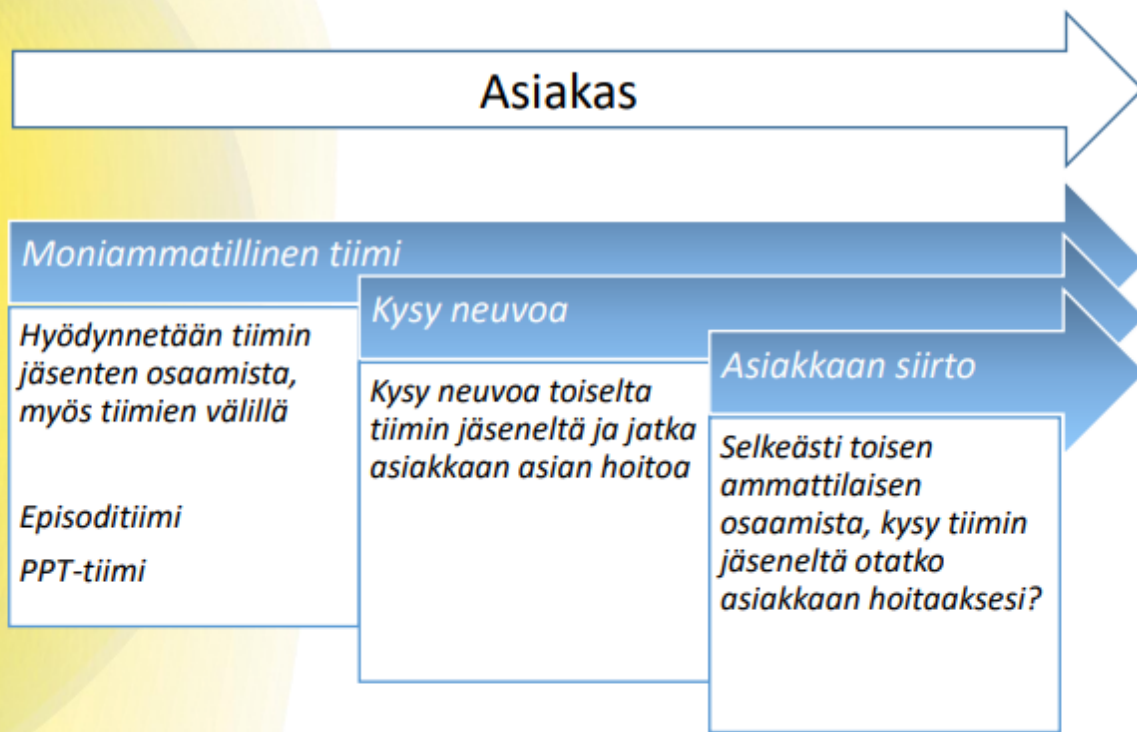 Asiakas
Moniammatillinen tiimi
Hyödynnetään tiimin
jäsenten osaamista,
myös tiimien välillä
Episoditiimi
PPT-tiimi
Kysy neuvoa
Kysy neuvoa toiselta
tiimin jäseneltä ja jatka
asiakkaan asian hoitoa
Asiakkaan siirto
Selkeästi toisen
ammattilaisen
osaamista, kysy tiimin
jäseneltä otatko
asiakkaan hoitaaksesi?